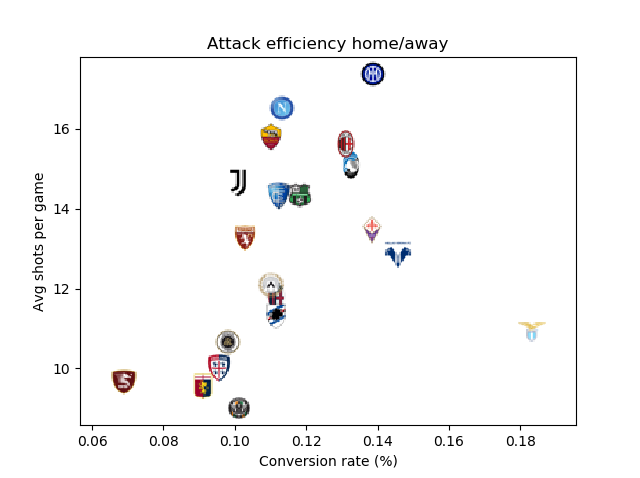 Attack efficiency home/away
Avg shots per game
16
14
12
10
0.06 0.08 0.10 0.12 0.14 0.16 0.18
Conversion rate (%)